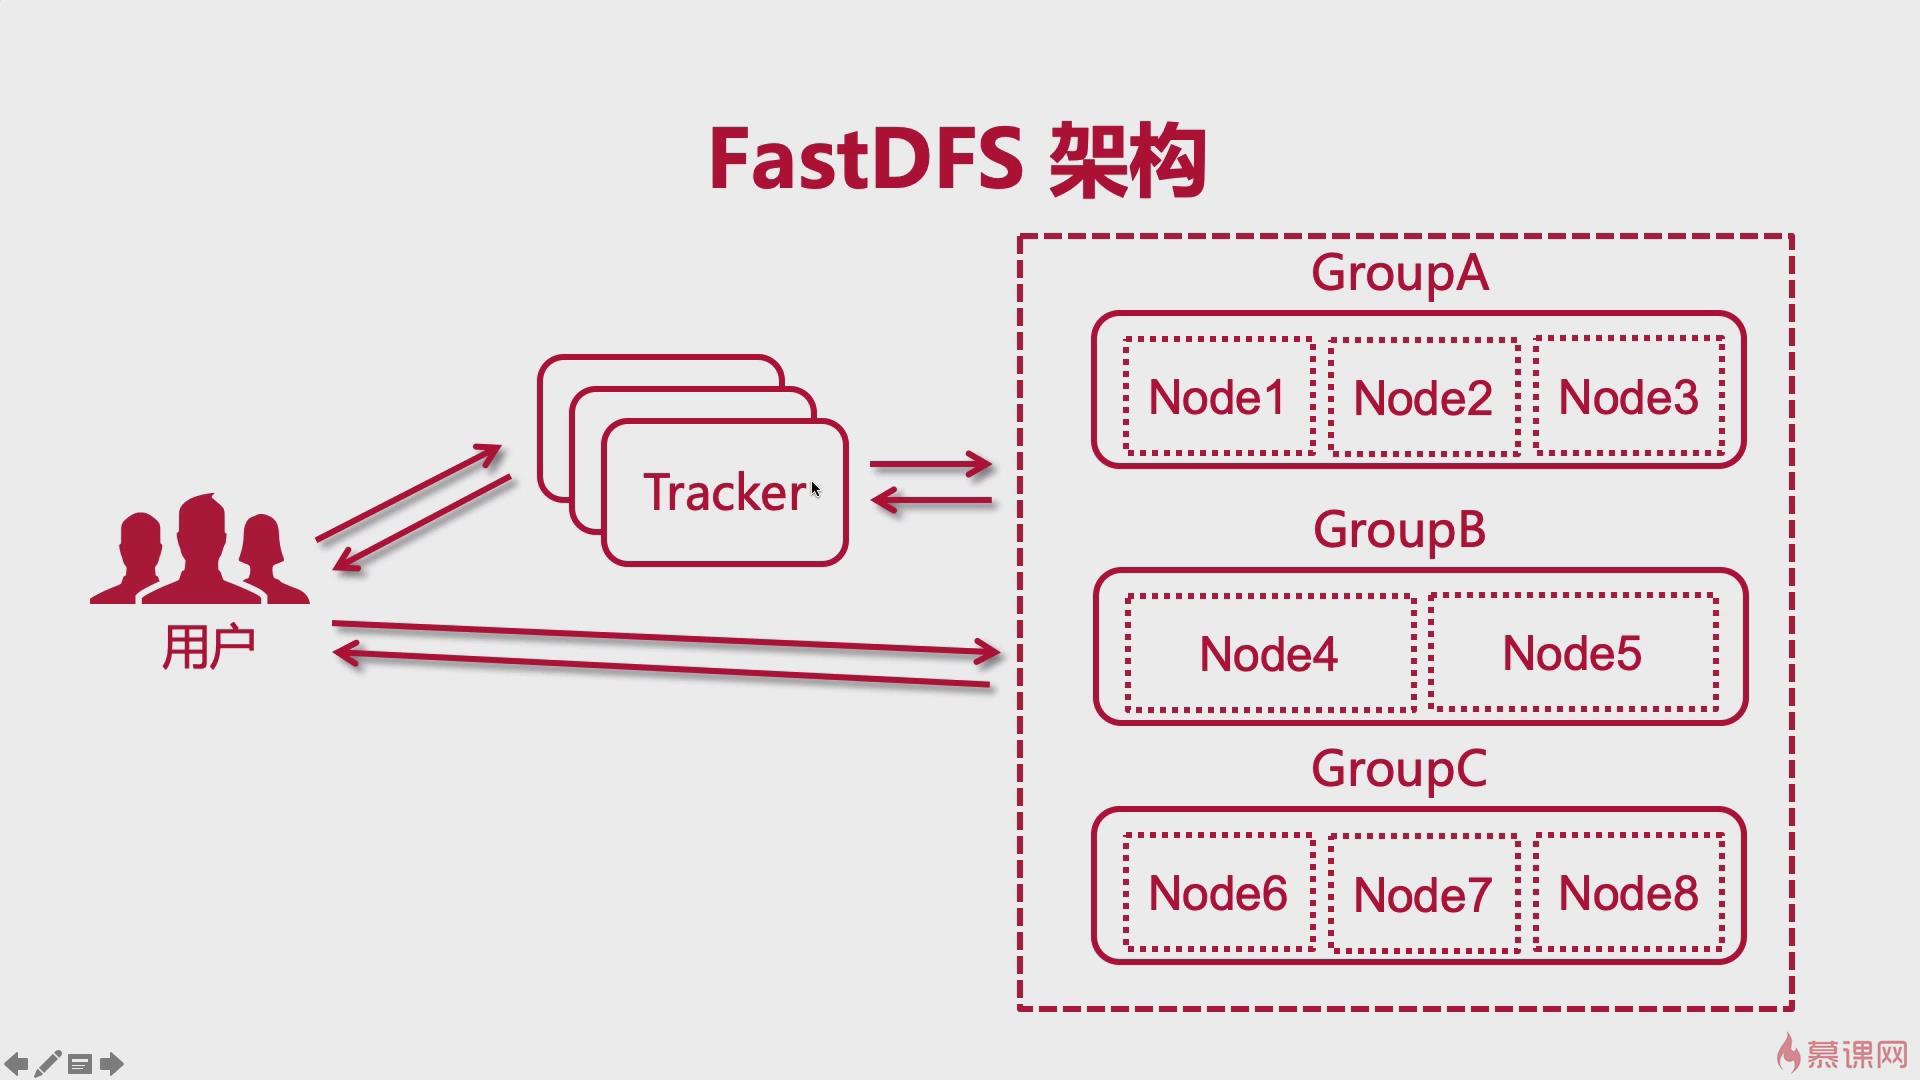 FastDFS 架构
GroupA
Node1 Node2 Node3
Tracker
GroupB
Node4 Node5
用户
GroupC
Node6 Node7 Node8
慕课网